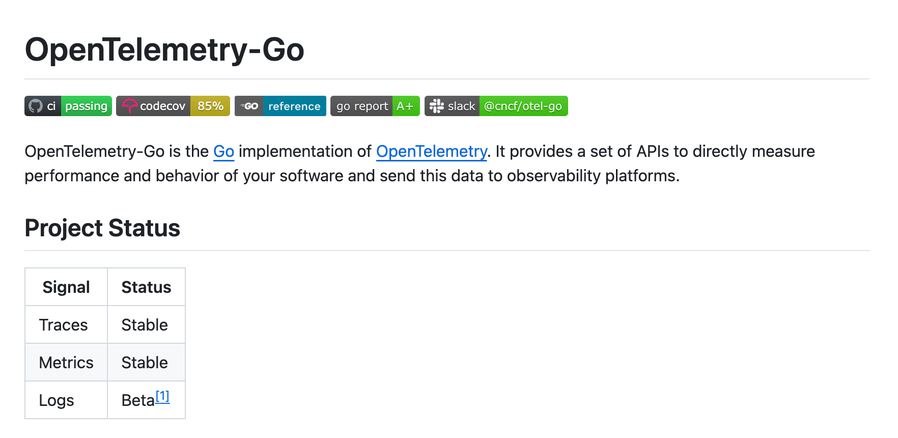 OpenTelemetry-Go
ci passing codecov 85% GO reference go report A+ slack @cncf/otel-go
OpenTelemetry-Go is the Go implementation of OpenTelemetry. It provides a set of APIs to directly measure
performance and behavior of your software and send this data to observability platforms.
Project Status
Signal Status
Traces Stable
Metrics Stable
Logs Beta[1]